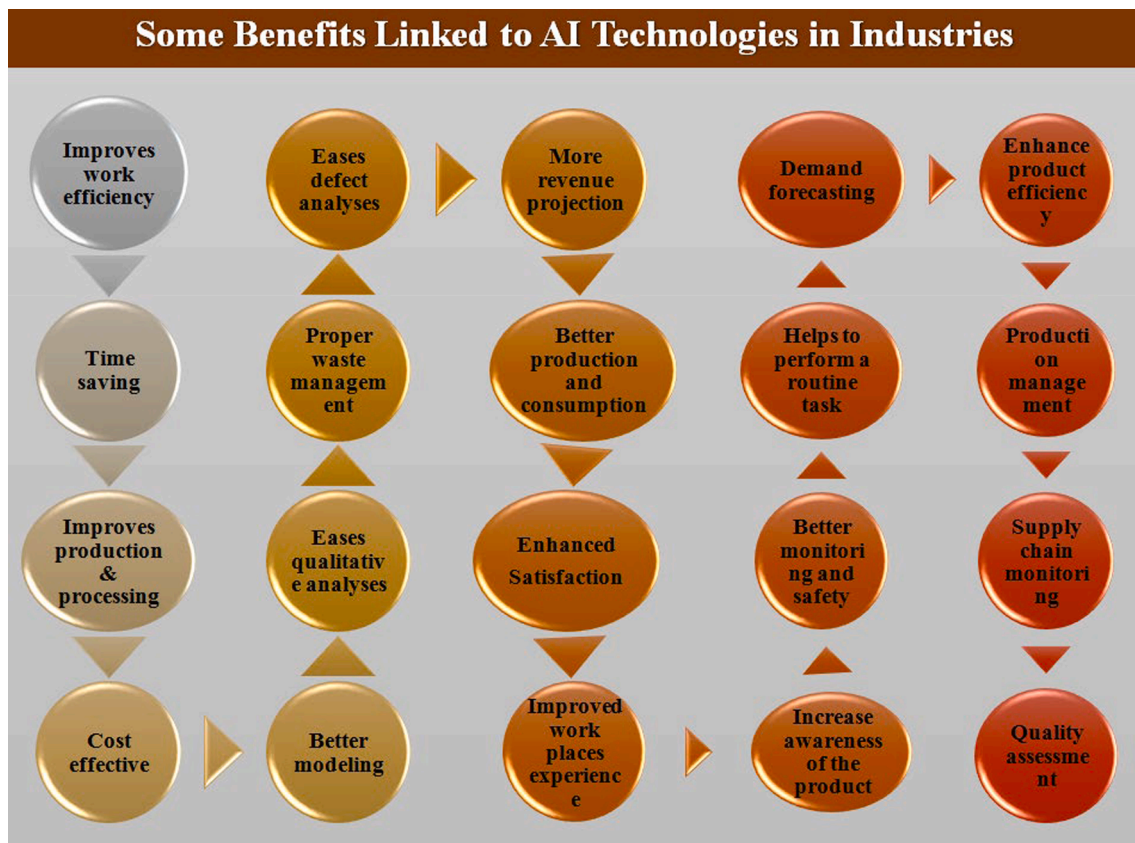 Some Benefits Linked to AI Technologies in Industries
Improves
work
efficiency
Time
saving
Improves
production
&
processing
Cost
effective
Better
modeling
Eases
qualitativ
e analyses
Proper
waste
managem
ent
Eases
defect
analyses
More
revenue
projection
Better
production
and
consumption
Enhanced
Satisfaction
Improved
work
places
experienc
e
Increase
awareness
of the
product
Better
monitori
ng and
safety
Helps to
perform a
routine
task
Demand
forecasting
Enhance
product
efficienc
y
Producti
on
manage
ment
Supply
chain
monitori
ng
Quality
assessme
nt